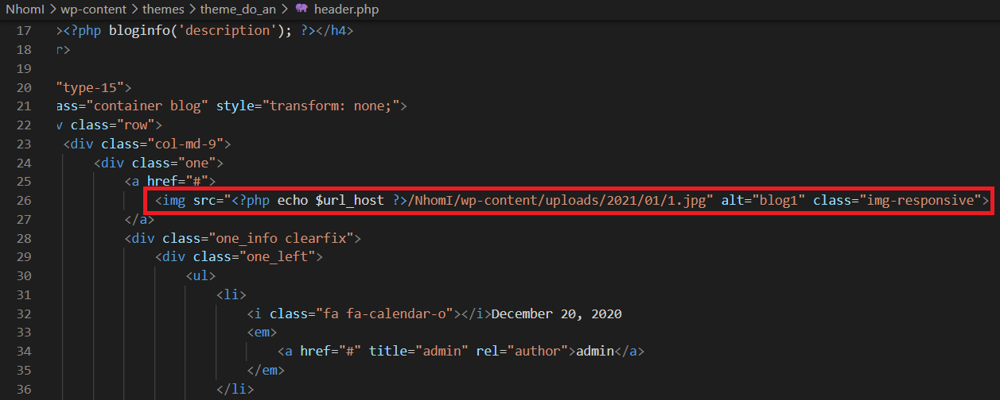 NhomI > wp-content > themes > theme_do_an > header.php
17 ><?php bloginfo('description'); ?></h4>
18 r>
19
20 "type-15">
21 ass="container blog" style="transform: none;">
22 v class="row">
23 <div class="col-md-9">
24 <div class="one">
25 <a href="#">
26 <img src="<?php echo $url_host ?>/NhomI/wp-content/uploads/2021/01/1.jpg" alt="blog1" class="img-responsive">
27 </a>
28 <div class="one_info clearfix">
29 <div class="one_left">
30 <ul>
31 <li>
32 <i class="fa fa-calendar-o"></i>December 20, 2020
33 <em>
34 <a href="#" title="admin" rel="author">admin</a>
35 </em>
36 </li>